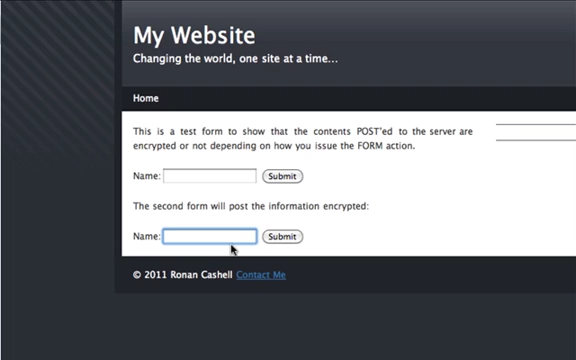 My Website
Changing the world, one site at a time...
Home
This is a test form to show that the contents POST'ed to the server are
encrypted or not depending on how you issue the FORM action.
Name: Submit
The second form will post the information encrypted:
Name: Submit
© 2011 Ronan Cashell Contact Me